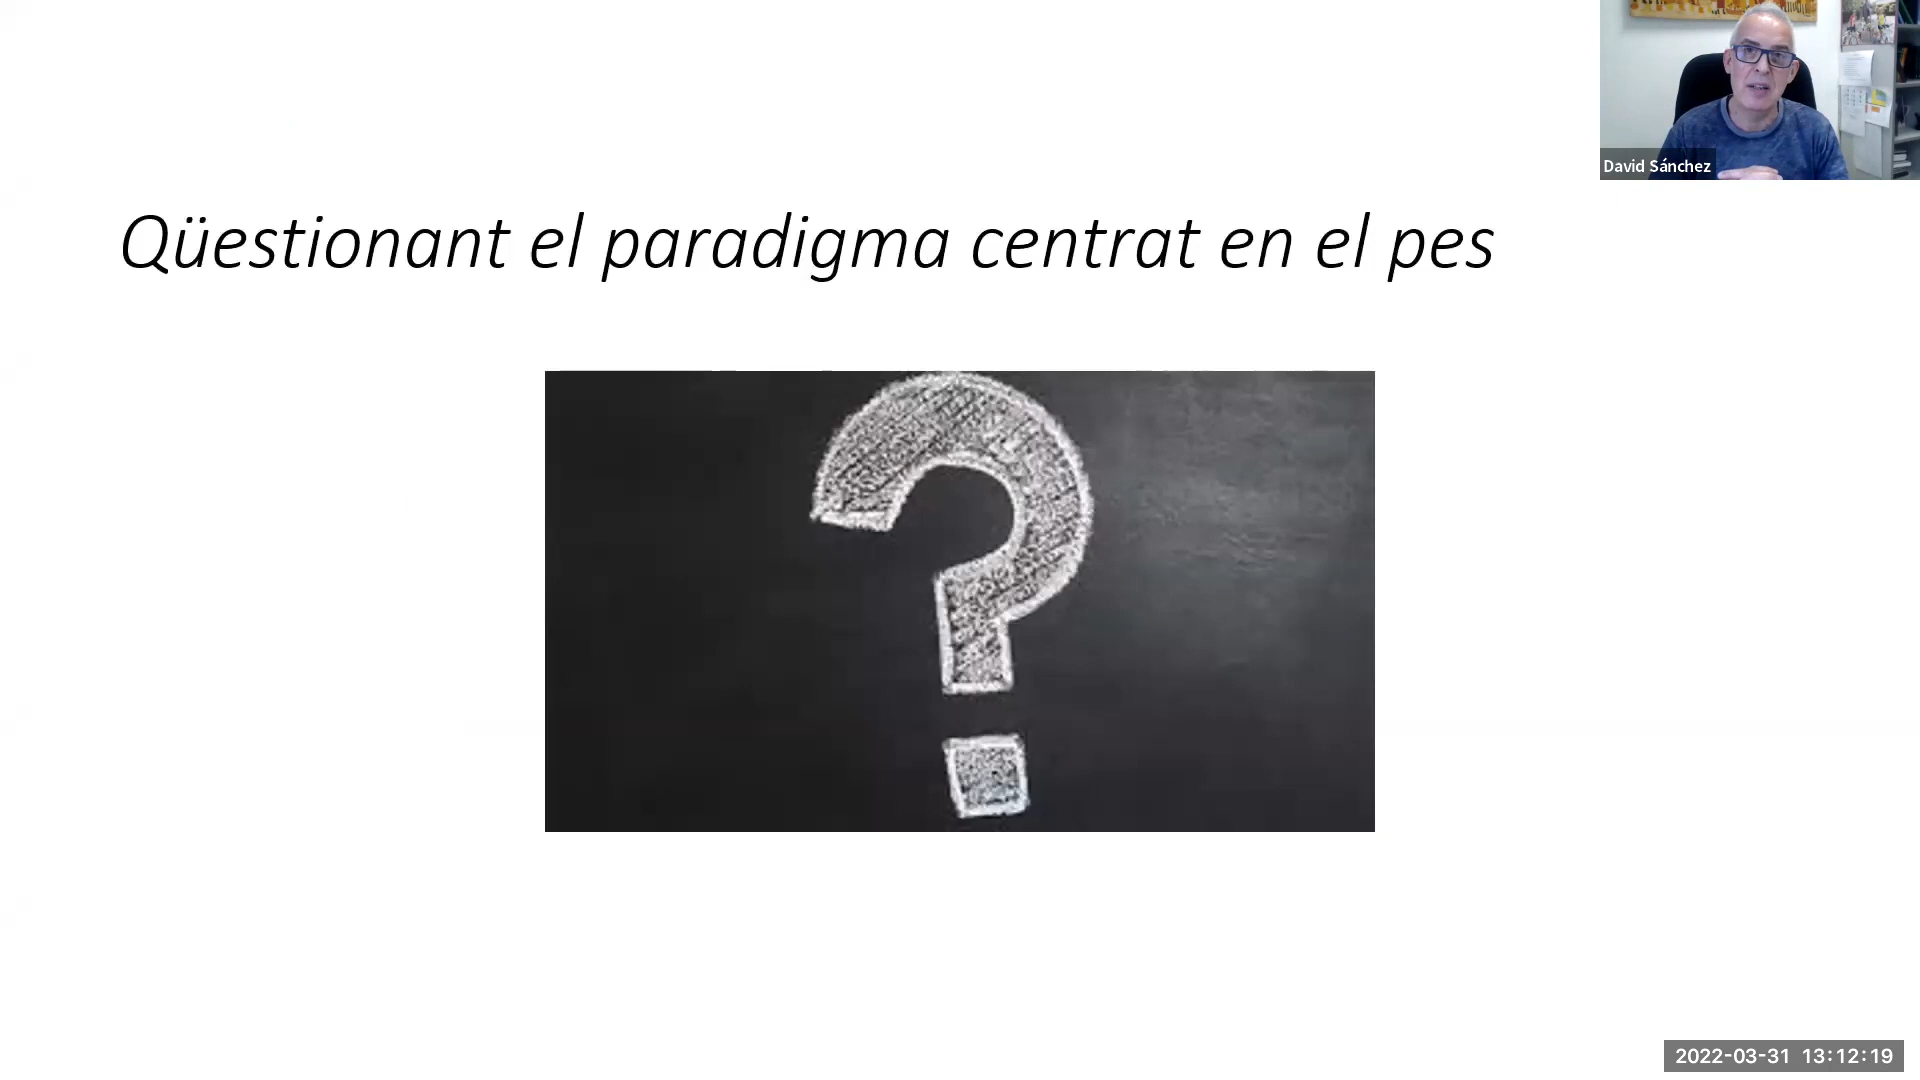 David Sánchez
Qüestionant el paradigma centrat en el pes
2022-03-31 13:12:19